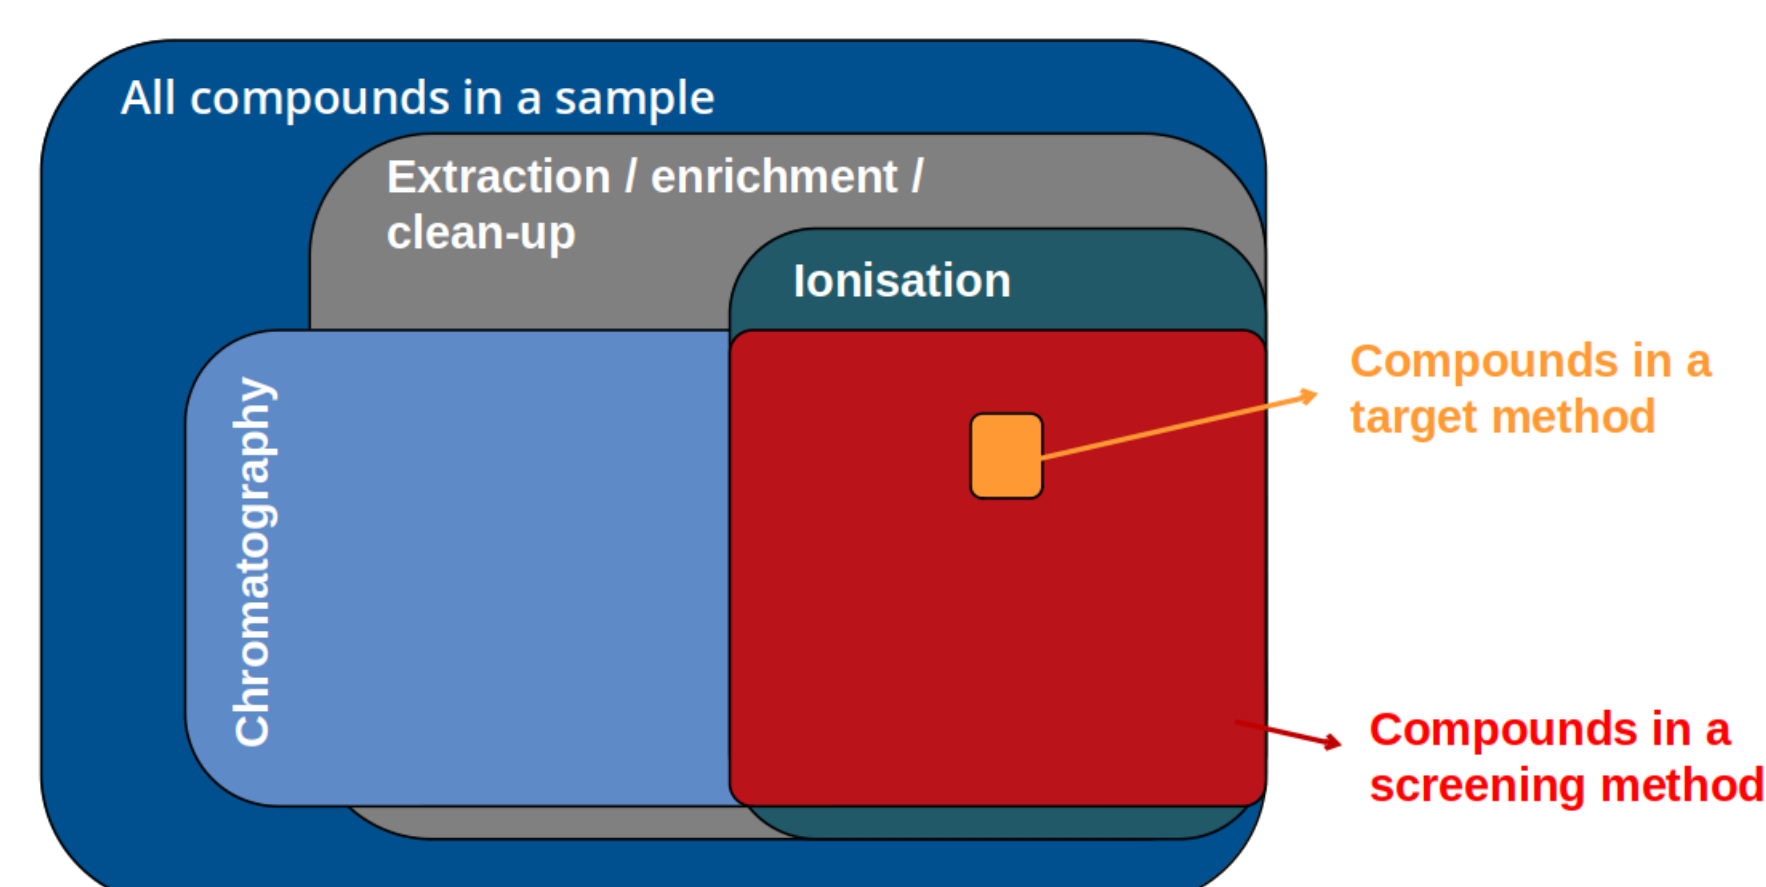 All compounds in a sample
Extraction / enrichment /
clean-up
Ionisation
Chromatography
Compounds in a
target method
Compounds in a
screening method